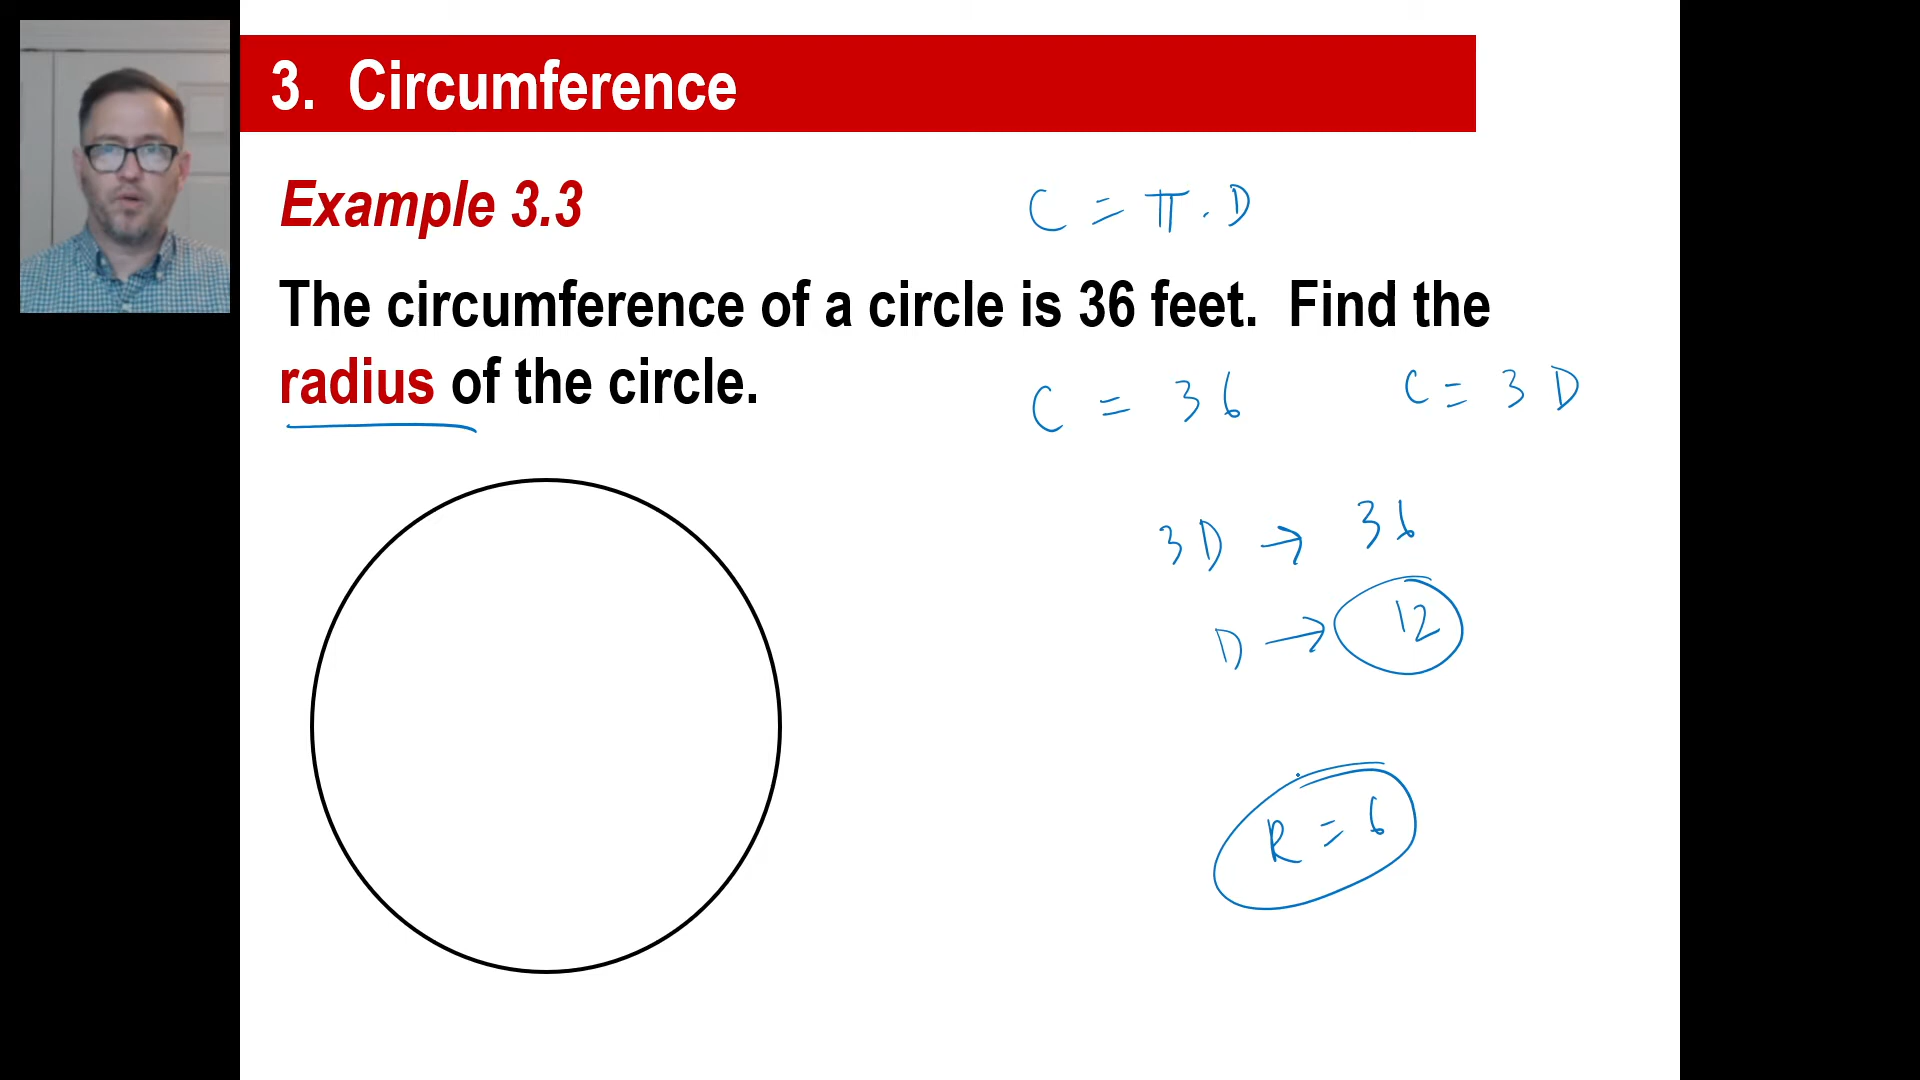 3. Circumference
Example 3.3
C = π · D
The circumference of a circle is 36 feet. Find the
radius of the circle.
C = 36
C = 3 D
3D → 36
D → 12
R = 6